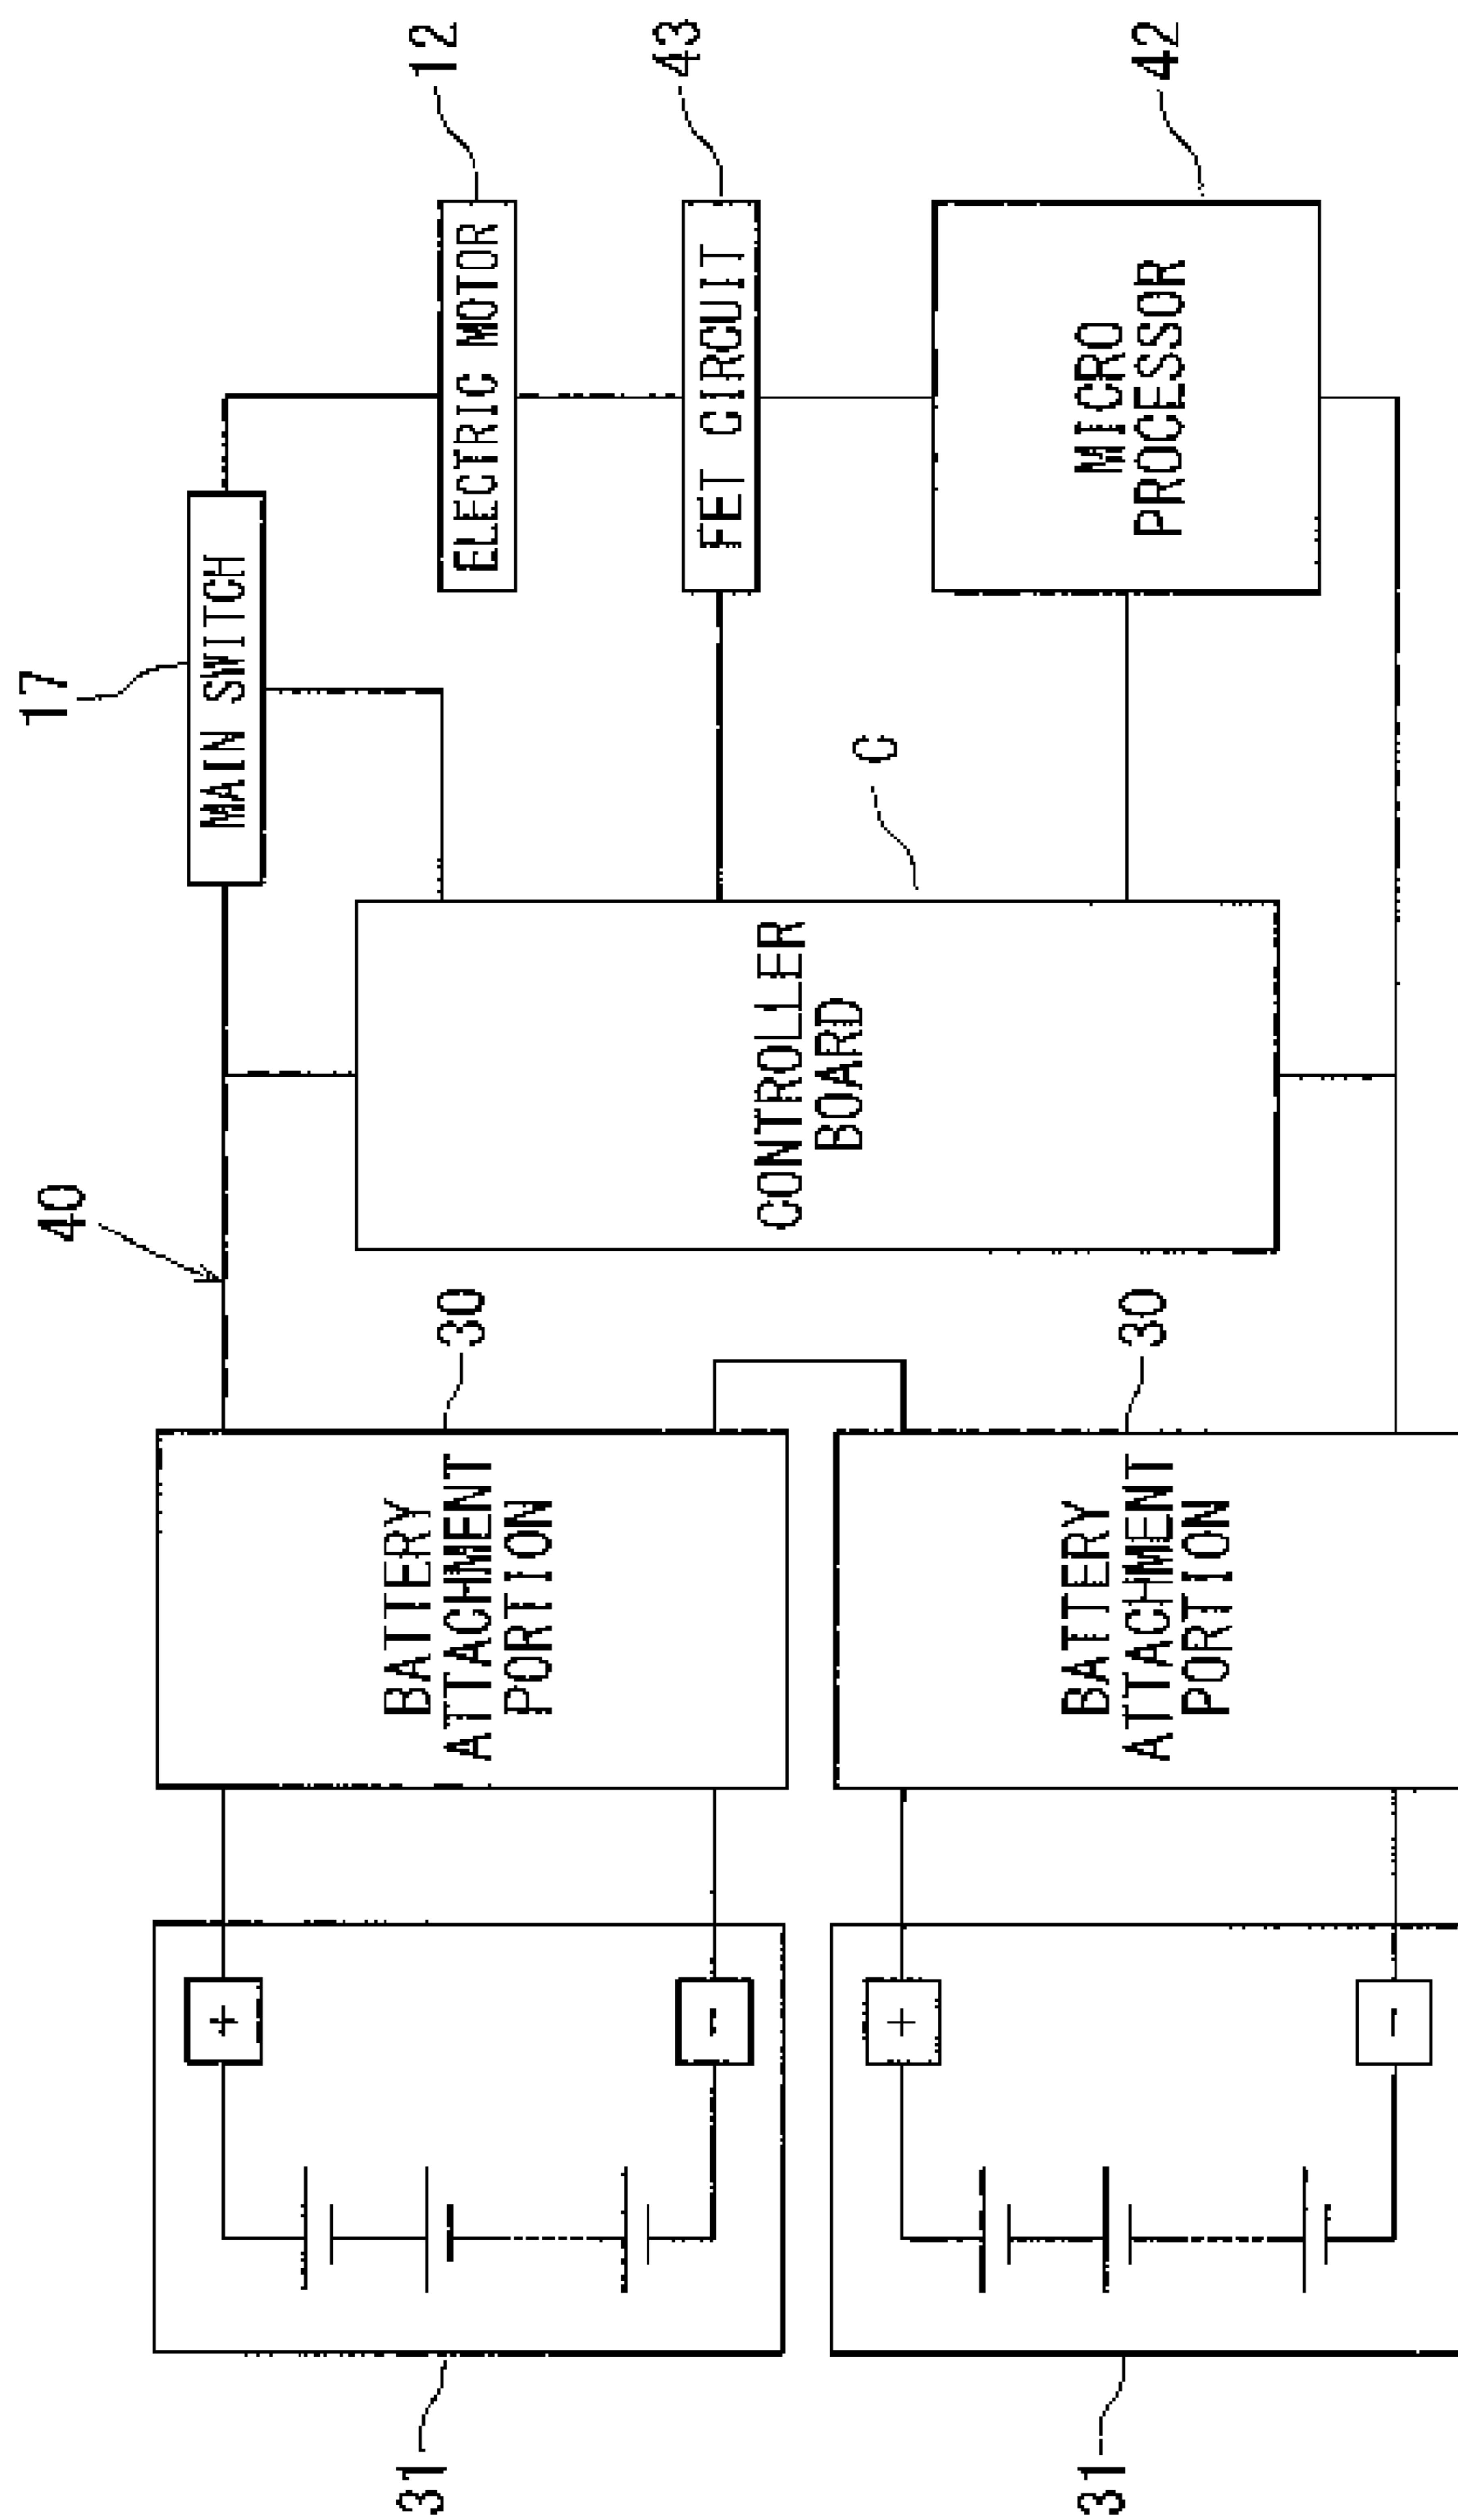 31
31
+
-
+
-
BATTERY
ATTACHMENT
PORTION
30
BATTERY
ATTACHMENT
PORTION
30
40
CONTROLLER
BOARD
C
17
MAIN SWITCH
ELECTRIC MOTOR
12
FET CIRCUIT
43
MICRO
PROCESSOR
42